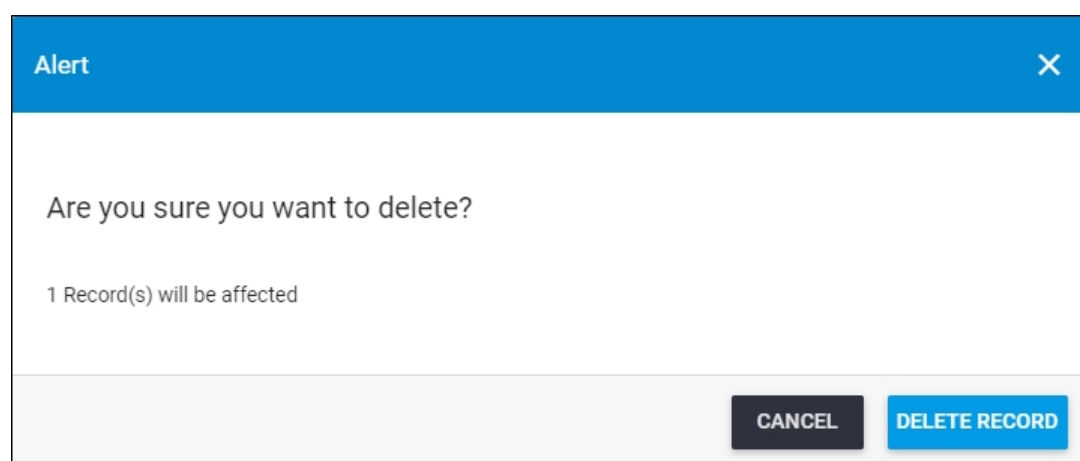 Alert
Are you sure you want to delete?
1 Record(s) will be affected
CANCEL DELETE RECORD